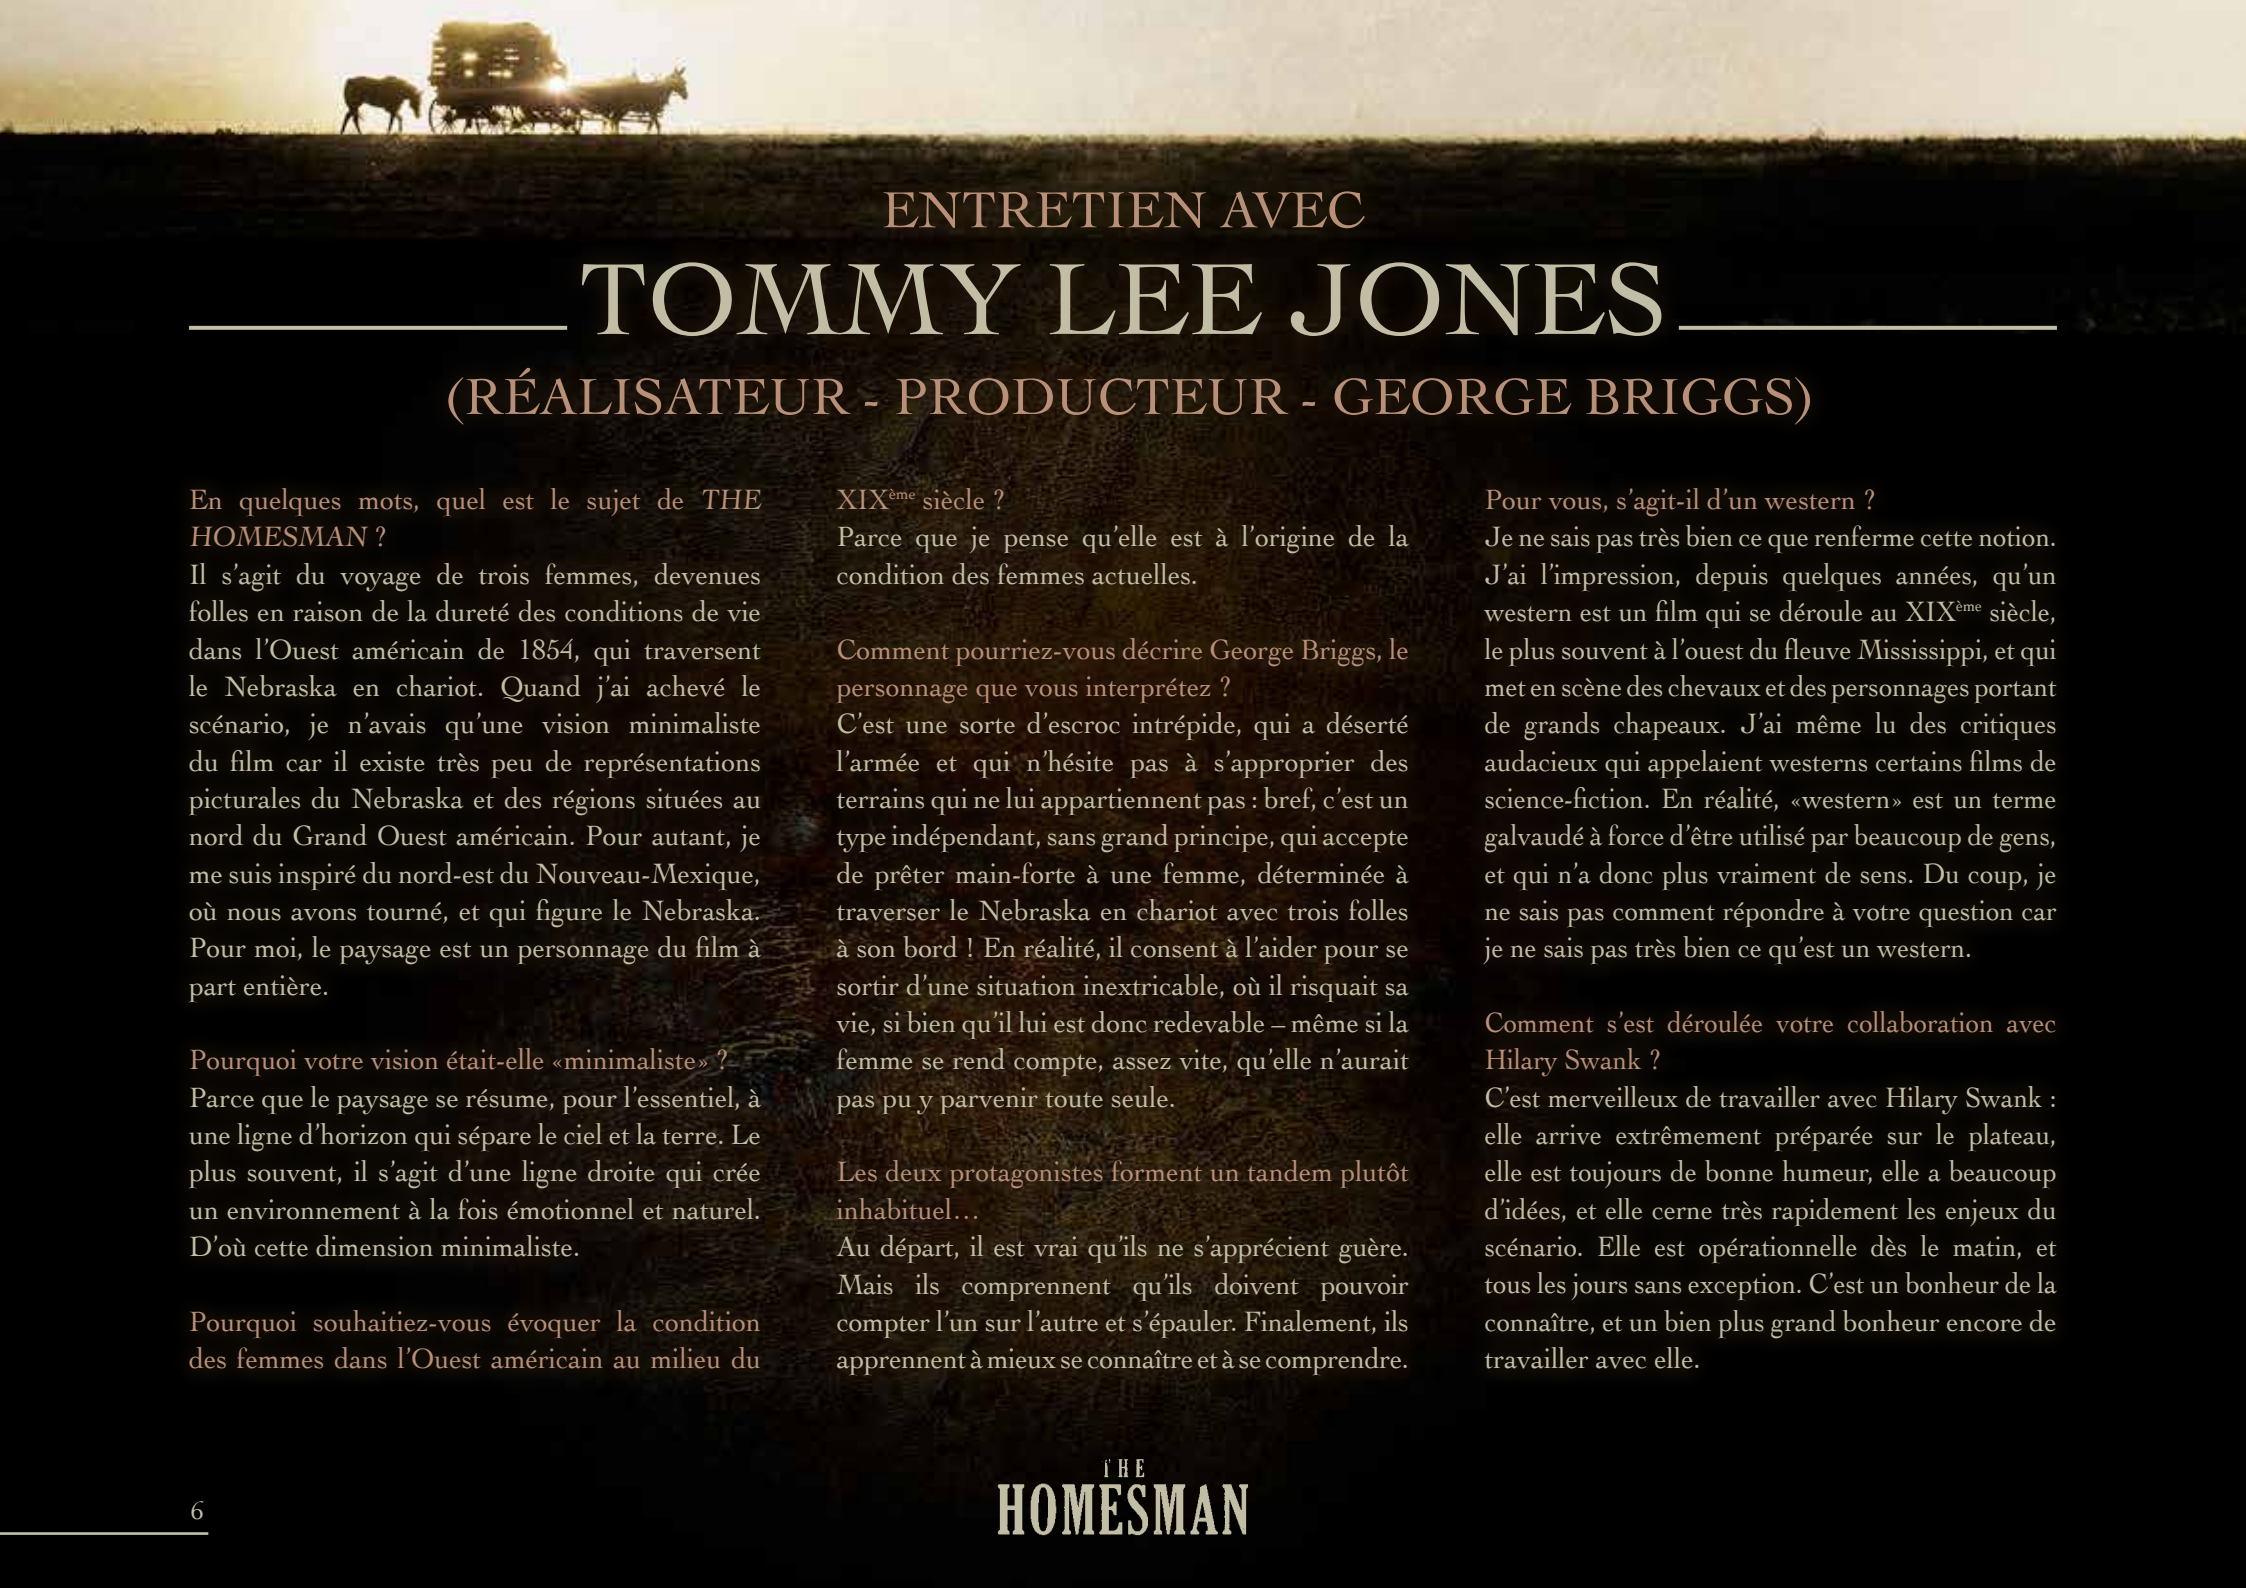 ENTRETIEN AVEC
TOMMY LEE JONES
(RÉALISATEUR - PRODUCTEUR - GEORGE BRIGGS)
En quelques mots, quel est le sujet de THE
HOMESMAN ?
Il s’agit du voyage de trois femmes, devenues
folles en raison de la dureté des conditions de vie
dans l’Ouest américain de 1854, qui traversent
le Nebraska en chariot. Quand j’ai achevé le
scénario, je n’avais qu’une vision minimaliste
du film car il existe très peu de représentations
picturales du Nebraska et des régions situées au
nord du Grand Ouest américain. Pour autant, je
me suis inspiré du nord-est du Nouveau-Mexique,
où nous avons tourné, et qui figure le Nebraska.
Pour moi, le paysage est un personnage du film à
part entière.
Pourquoi votre vision était-elle «minimaliste» ?
Parce que le paysage se résume, pour l’essentiel, à
une ligne d’horizon qui sépare le ciel et la terre. Le
plus souvent, il s’agit d’une ligne droite qui crée
un environnement à la fois émotionnel et naturel.
D’où cette dimension minimaliste.
Pourquoi souhaitiez-vous évoquer la condition
des femmes dans l’Ouest américain au milieu du
XIXème siècle ?
Parce que je pense qu’elle est à l’origine de la
condition des femmes actuelles.
Comment pourriez-vous décrire George Briggs, le
personnage que vous interprétez ?
C’est une sorte d’escroc intrépide, qui a déserté
l’armée et qui n’hésite pas à s’approprier des
terrains qui ne lui appartiennent pas : bref, c’est un
type indépendant, sans grand principe, qui accepte
de prêter main-forte à une femme, déterminée à
traverser le Nebraska en chariot avec trois folles
à son bord ! En réalité, il consent à l’aider pour se
sortir d’une situation inextricable, où il risquait sa
vie, si bien qu’il lui est donc redevable – même si la
femme se rend compte, assez vite, qu’elle n’aurait
pas pu y parvenir toute seule.
Les deux protagonistes forment un tandem plutôt
inhabituel…
Au départ, il est vrai qu’ils ne s’apprécient guère.
Mais ils comprennent qu’ils doivent pouvoir
compter l’un sur l’autre et s’épauler. Finalement, ils
apprennent à mieux se connaître et à se comprendre.
Pour vous, s’agit-il d’un western ?
Je ne sais pas très bien ce que renferme cette notion.
J’ai l’impression, depuis quelques années, qu’un
western est un film qui se déroule au XIXème siècle,
le plus souvent à l’ouest du fleuve Mississippi, et qui
met en scène des chevaux et des personnages portant
de grands chapeaux. J’ai même lu des critiques
audacieux qui appelaient westerns certains films de
science-fiction. En réalité, «western» est un terme
galvaudé à force d’être utilisé par beaucoup de gens,
et qui n’a donc plus vraiment de sens. Du coup, je
ne sais pas comment répondre à votre question car
je ne sais pas très bien ce qu’est un western.
Comment s’est déroulée votre collaboration avec
Hilary Swank ?
C’est merveilleux de travailler avec Hilary Swank :
elle arrive extrêmement préparée sur le plateau,
elle est toujours de bonne humeur, elle a beaucoup
d’idées, et elle cerne très rapidement les enjeux du
scénario. Elle est opérationnelle dès le matin, et
tous les jours sans exception. C’est un bonheur de la
connaître, et un bien plus grand bonheur encore de
travailler avec elle.
6
THE
HOMESMAN